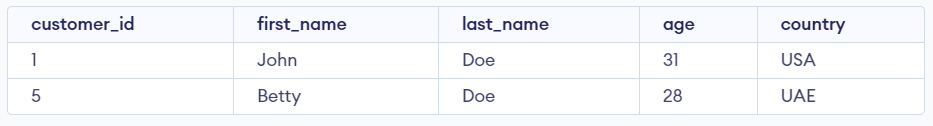 customer_id first_name last_name age country
1 John Doe 31 USA
5 Betty Doe 28 UAE